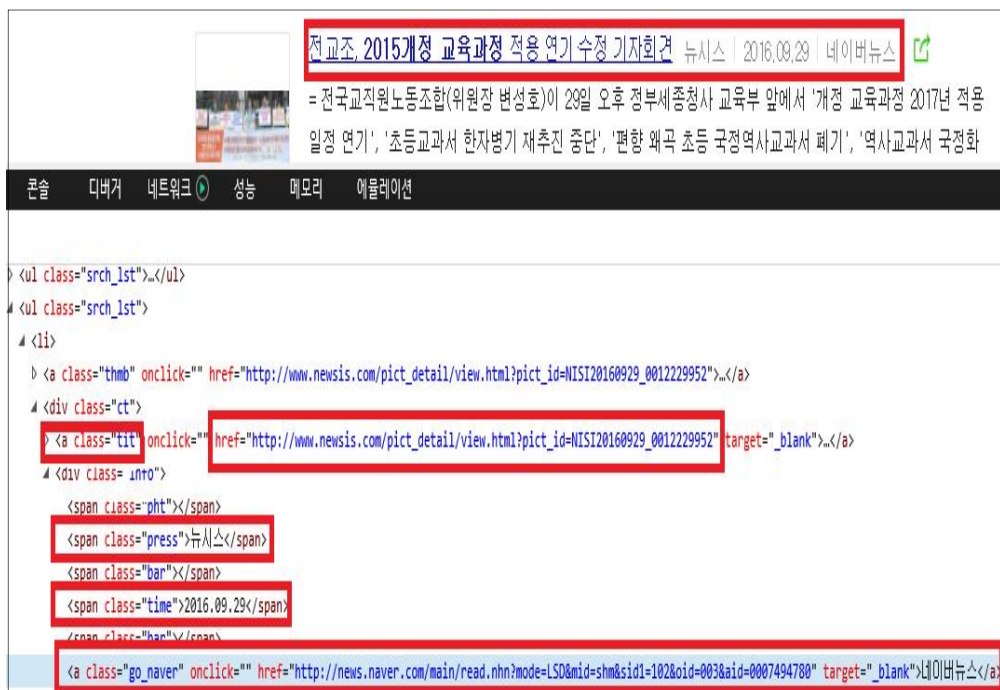 전교조, 2015개정 교육과정 적용 연기 수정 기자회견 뉴시스 | 2016.09.29 | 네이버뉴스
= 전국교직원노동조합(위원장 변성호)이 29일 오후 정부세종청사 교육부 앞에서 '개정 교육과정 2017년 적용
일정 연기', '초등교과서 한자병기 재추진 중단', '편향 왜곡 초등 국정역사교과서 폐기', '역사교과서 국정화
콘솔 디버거 네트워크 성능 메모리 에뮬레이션
<ul class="srch_lst">…</ul>
<ul class="srch_lst">
<li>
<a class="thmb" onclick="" href="http://www.newsis.com/pict_detail/view.html?pict_id=NISI20160929_0012229952">…</a>
<div class="ct">
<a class="tit" onclick="" href="http://www.newsis.com/pict_detail/view.html?pict_id=NISI20160929_0012229952" target="_blank">…</a>
<div class="info">
<span class="pht"></span>
<span class="press">뉴시스</span>
<span class="bar"></span>
<span class="time">2016.09.29</span>
<span class="bar"></span>
<a class="go_naver" onclick="" href="http://news.naver.com/main/read.nhn?mode=LSD&mid=shm&sid1=102&oid=003&aid=0007494780" target="_blank">네이버뉴스</a>